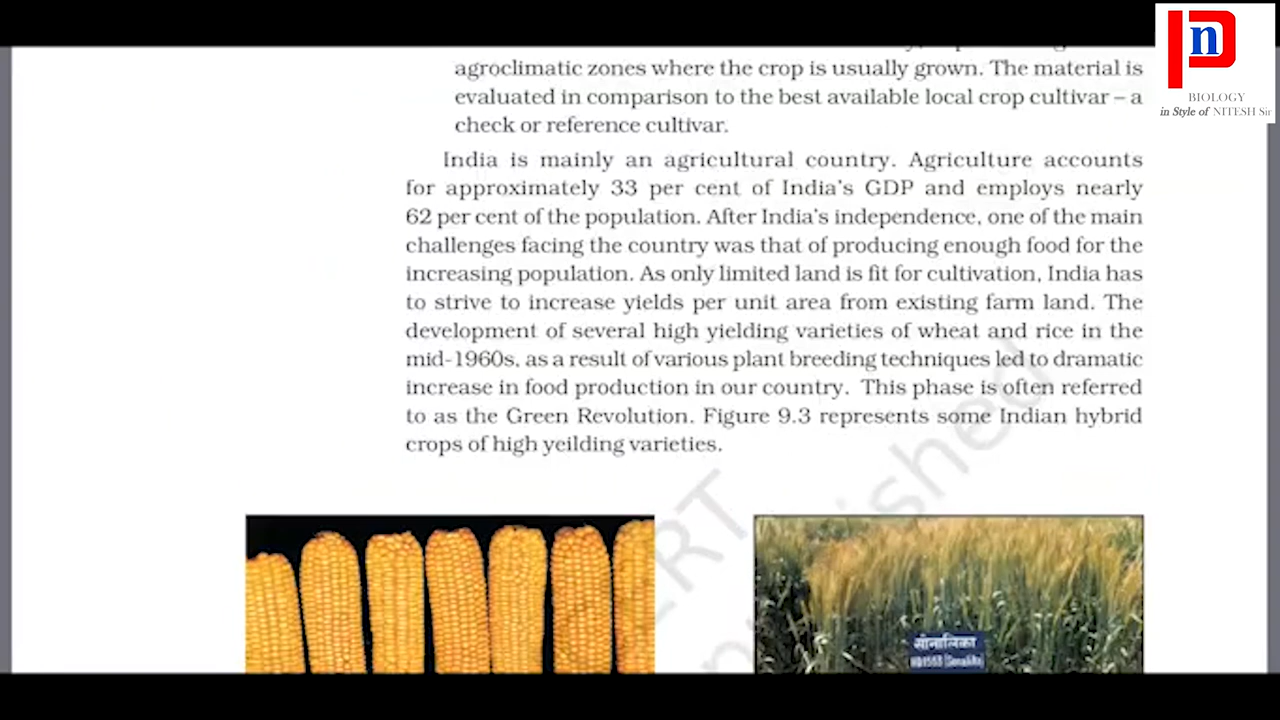 n
BIOLOGY
in Style of NITESH Sir
agroclimatic zones where the crop is usually grown. The material is
evaluated in comparison to the best available local crop cultivar – a
check or reference cultivar.
India is mainly an agricultural country. Agriculture accounts
for approximately 33 per cent of India's GDP and employs nearly
62 per cent of the population. After India's independence, one of the main
challenges facing the country was that of producing enough food for the
increasing population. As only limited land is fit for cultivation, India has
to strive to increase yields per unit area from existing farm land. The
development of several high yielding varieties of wheat and rice in the
mid-1960s, as a result of various plant breeding techniques led to dramatic
increase in food production in our country. This phase is often referred
to as the Green Revolution. Figure 9.3 represents some Indian hybrid
crops of high yeilding varieties.
सोनालिका